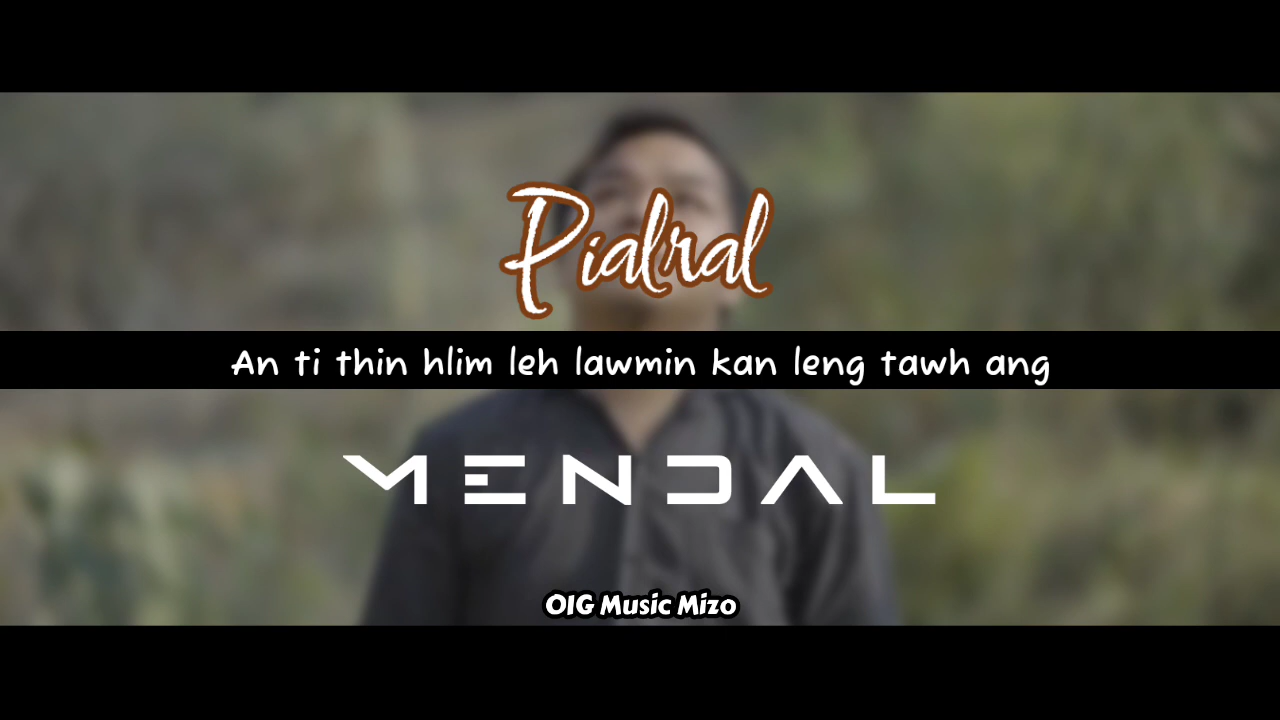 Pialral
An ti thin hlim leh lawmin kan leng tawh ang
MENDAL
OIG Music Mizo